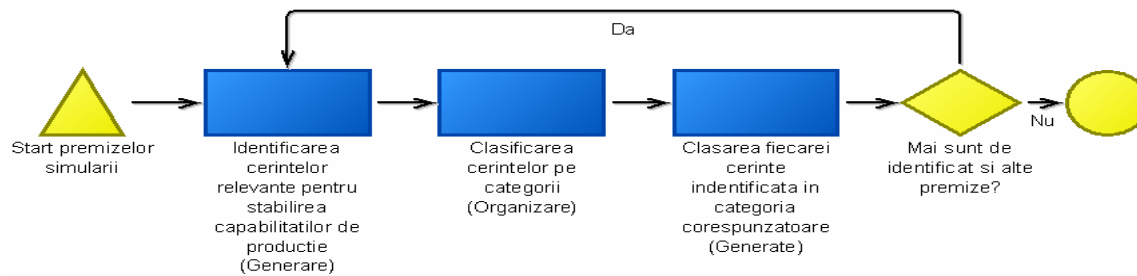 Da
Start premizelor
simularii
Identificarea
cerintelor
relevante pentru
stabilirea
capabilitatilor de
productie
(Generare)
Clasificarea
cerintelor pe
categorii
(Organizare)
Clasarea fiecarei
cerinte
indentificata in
categoria
corespunzatoare
(Generate)
Mai sunt de
identificat si alte
premize?
Nu